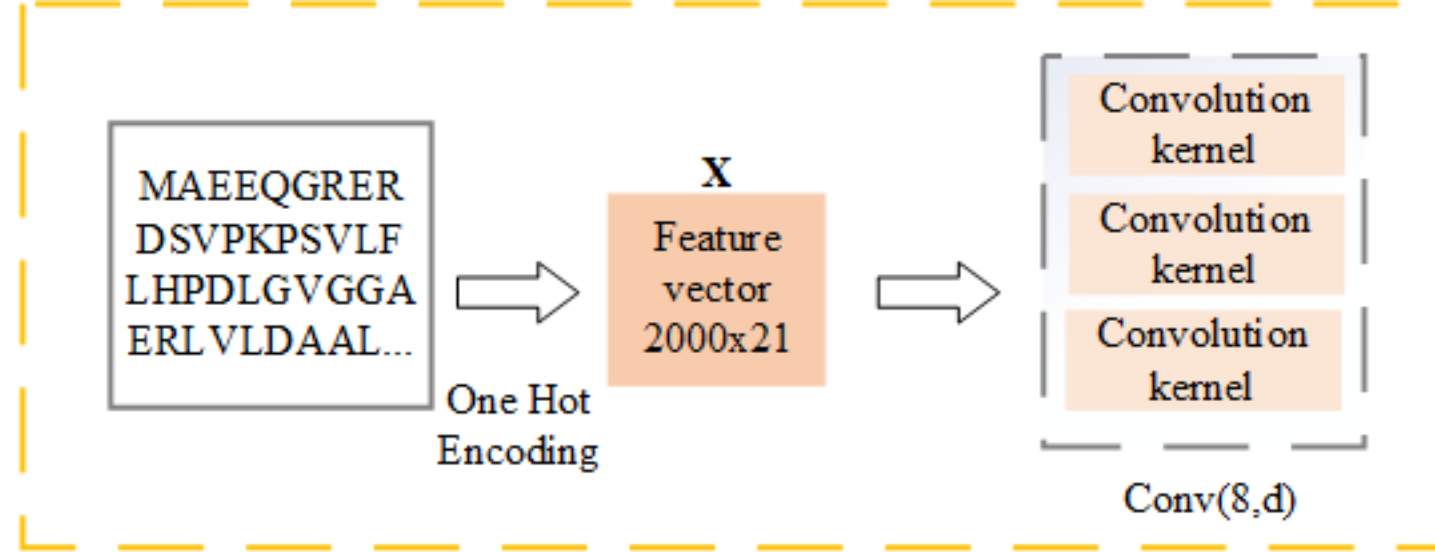 MAEEQGRER
DSVPKPSVLF
LHPDLGVGGA
ERLVLDAAL...
One Hot
Encoding
X
Feature
vector
2000x21
Convolution
kernel
Convolution
kernel
Convolution
kernel
Conv(8,d)